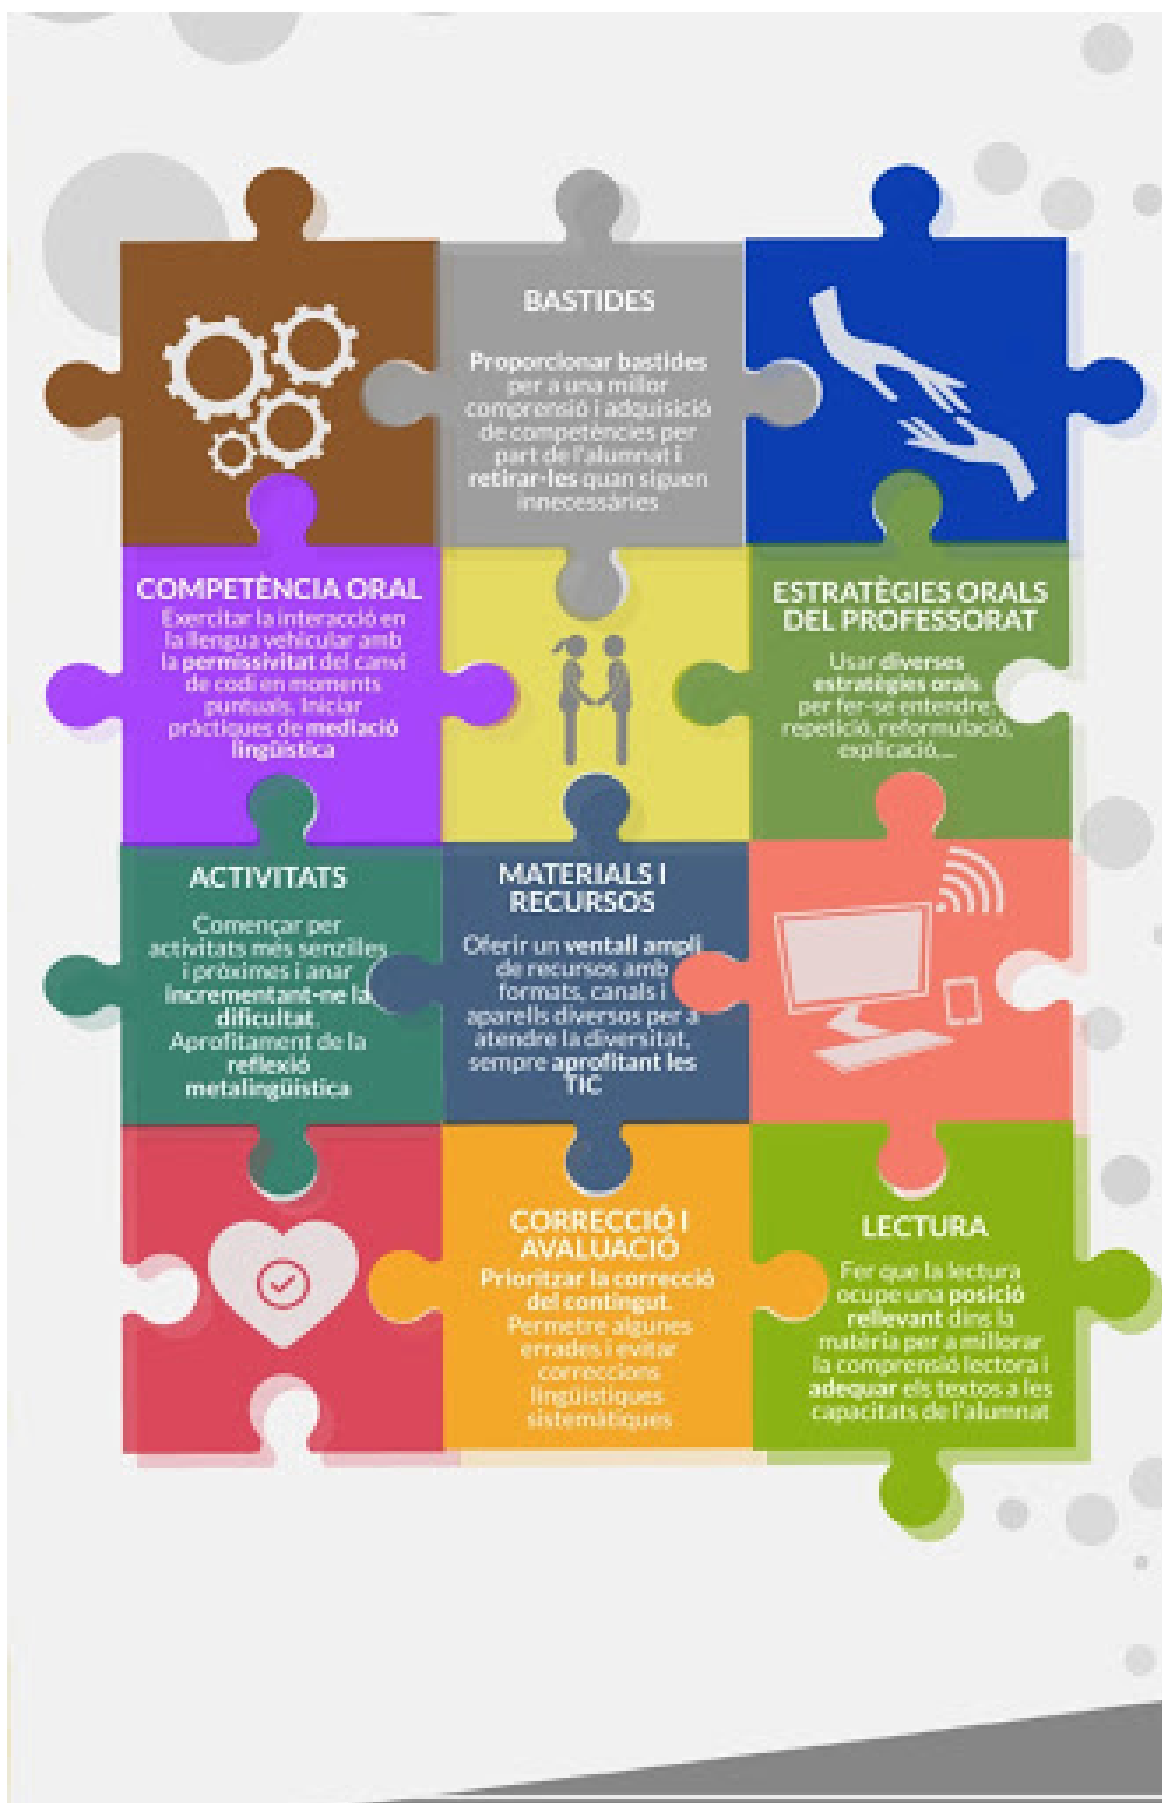 BASTIDES
Proporcionar bastides
per a una millor
comprensió i adquisició
de competències per
part de l'alumnat i
retirar-les quan siguen
innecessàries
COMPETÈNCIA ORAL
Exercitar la interacció en
la llengua vehicular amb
la permissivitat del canvi
de codi en moments
puntuals. Iniciar
pràctiques de mediació
lingüística
ESTRATÈGIES ORALS
DEL PROFESSORAT
Usar diverses
estratègies orals
per fer-se entendre:
repetició, reformulació,
explicació,...
ACTIVITATS
Començar per
activitats més senzilles
i pròximes i anar
incrementant-ne la
dificultat.
Aprofitament de la
reflexió
metalingüística
MATERIALS I
RECURSOS
Oferir un ventall ampli
de recursos amb
formats, canals i
aparells diversos per a
atendre la diversitat,
sempre aprofitant les
TIC
CORRECCIÓ I
AVALUACIÓ
Prioritzar la correcció
del contingut.
Permetre algunes
errades i evitar
correccions
lingüístiques
sistemàtiques
LECTURA
Fer que la lectura
ocupe una posició
rellevant dins la
matèria per a millorar
la comprensió lectora i
adequar els textos a les
capacitats de l'alumnat